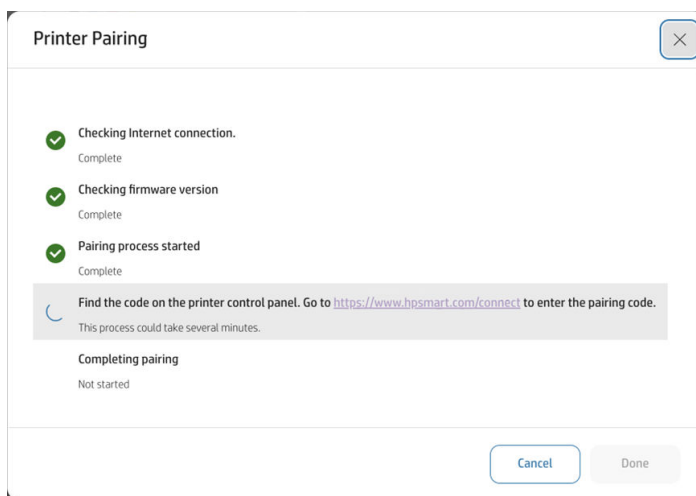 Printer Pairing
Checking Internet connection.
Complete
Checking firmware version
Complete
Pairing process started
Complete
Find the code on the printer control panel. Go to https://www.hpsmart.com/connect to enter the pairing code.
This process could take several minutes.
Completing pairing
Not started
Cancel
Done